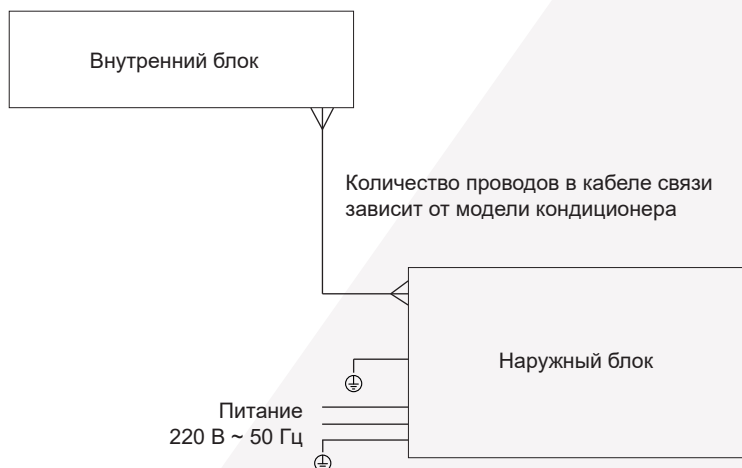 Внутренний блок
Количество проводов в кабеле связи
зависит от модели кондиционера
Наружный блок
Питание
220 В ~ 50 Гц